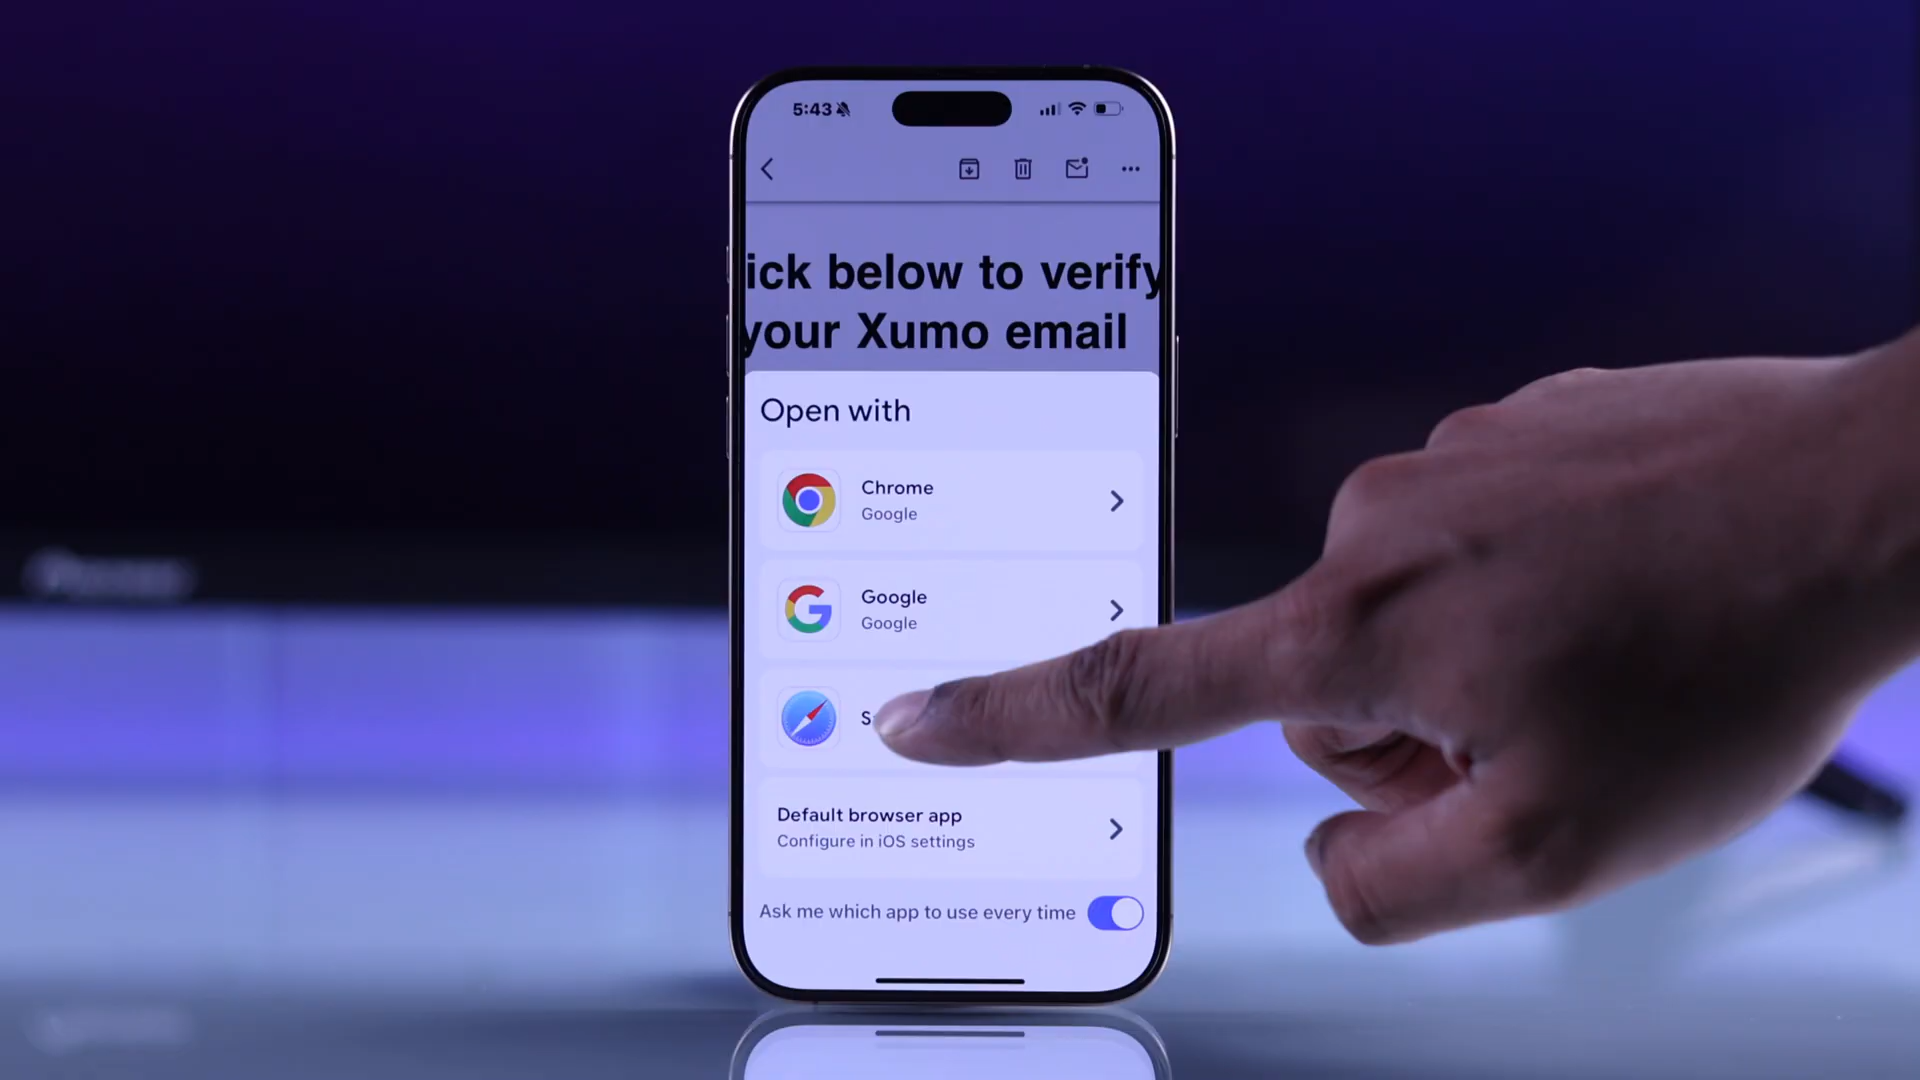 5:43
ick below to verify
your Xumo email
Open with
Chrome
Google
Google
Google
S
Default browser app
Configure in iOS settings
Ask me which app to use every time